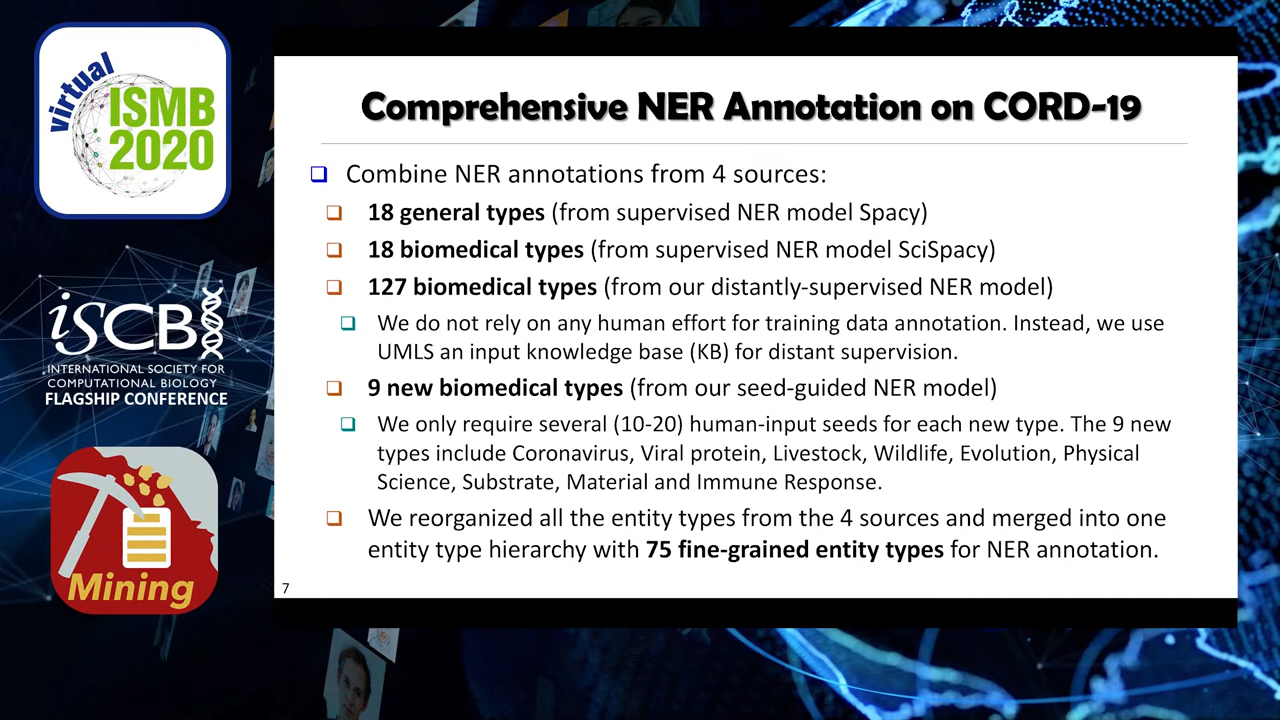 virtual
ISMB
2020
iSCB
INTERNATIONAL SOCIETY FOR
COMPUTATIONAL BIOLOGY
FLAGSHIP CONFERENCE
Mining
Comprehensive NER Annotation on CORD-19
Combine NER annotations from 4 sources:
18 general types (from supervised NER model Spacy)
18 biomedical types (from supervised NER model SciSpacy)
127 biomedical types (from our distantly-supervised NER model)
We do not rely on any human effort for training data annotation. Instead, we use
UMLS an input knowledge base (KB) for distant supervision.
9 new biomedical types (from our seed-guided NER model)
We only require several (10-20) human-input seeds for each new type. The 9 new
types include Coronavirus, Viral protein, Livestock, Wildlife, Evolution, Physical
Science, Substrate, Material and Immune Response.
We reorganized all the entity types from the 4 sources and merged into one
entity type hierarchy with 75 fine-grained entity types for NER annotation.
7